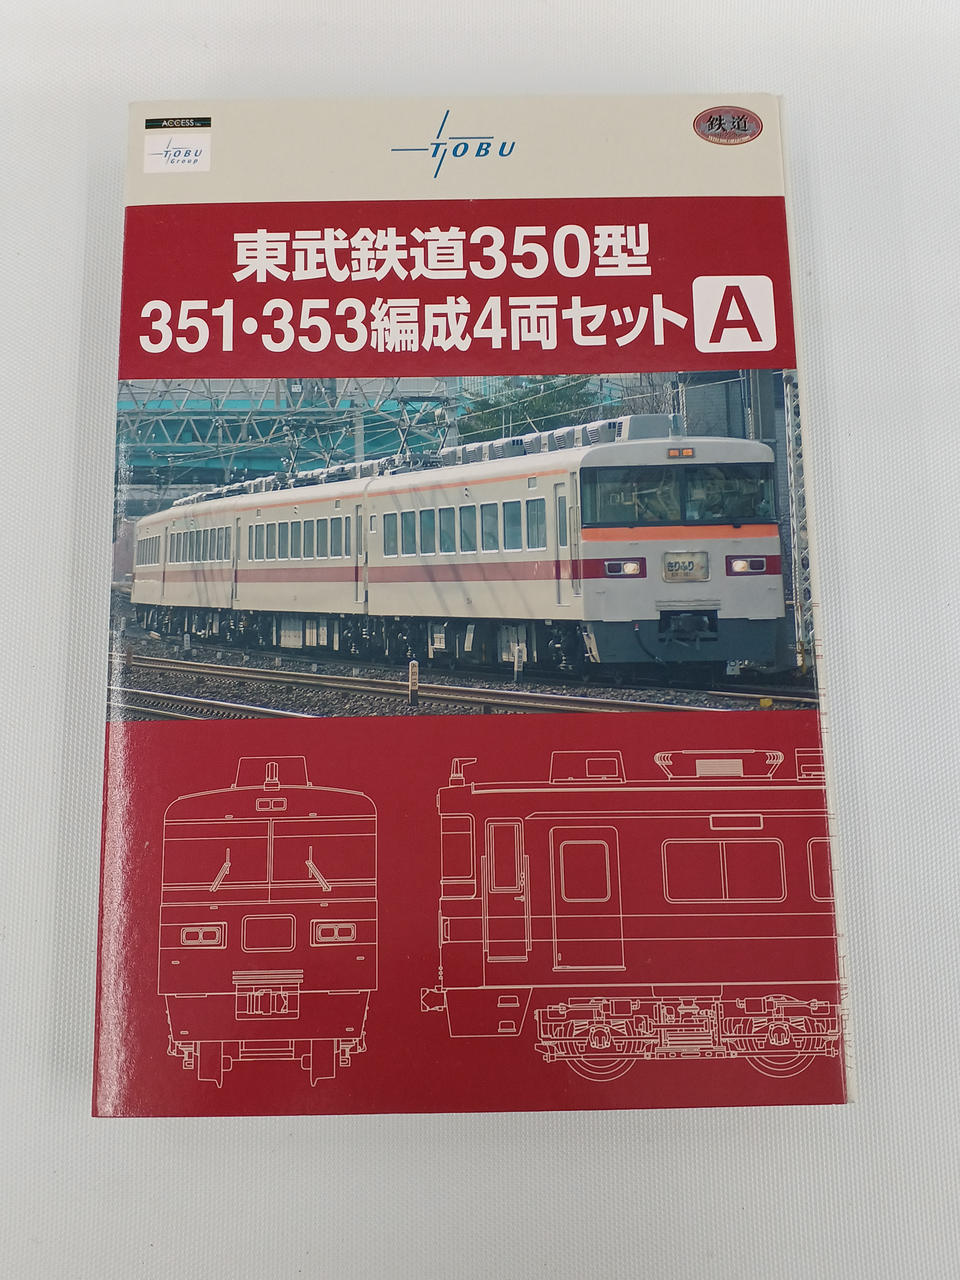 ACCESS
TOBU
Group
TOBU
鉄道
東武鉄道350型
351・353編成4両セット A
きりふり